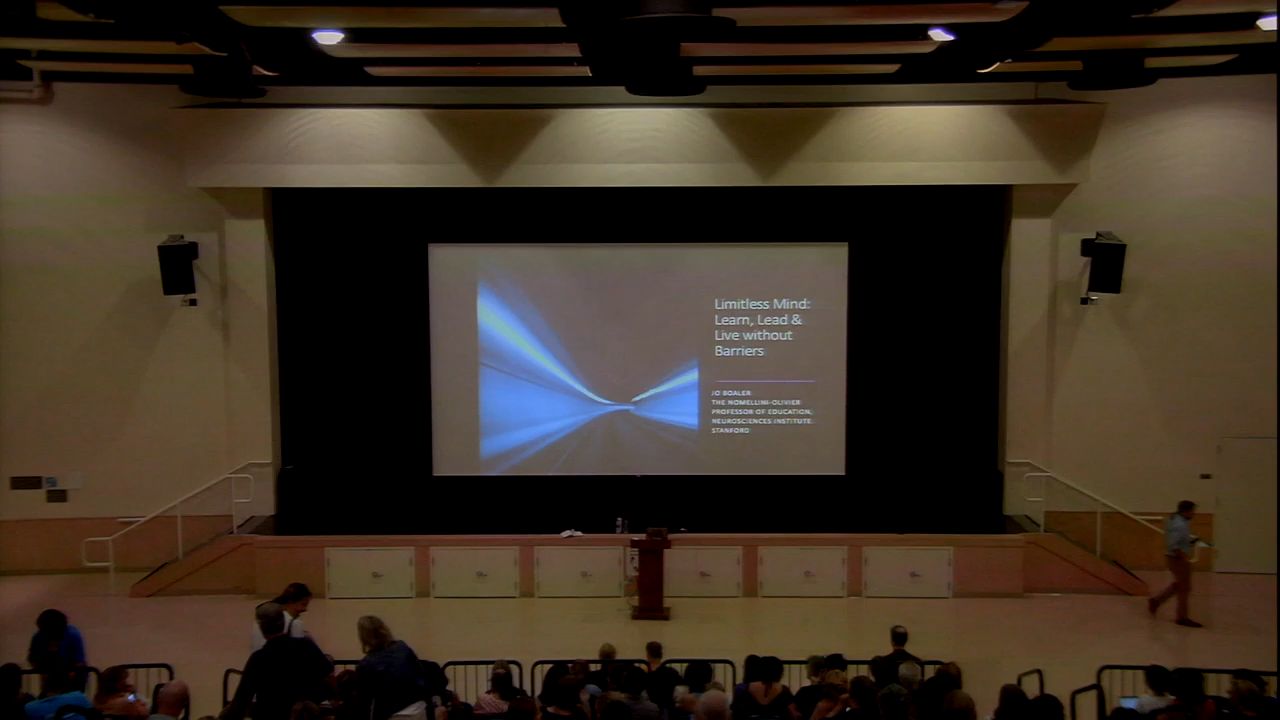 Limitless Mind:
Learn, Lead &
Live without
Barriers
JO BOALER
THE NOMELLINI-OLIVIER
PROFESSOR OF EDUCATION,
NEUROSCIENCES INSTITUTE
STANFORD